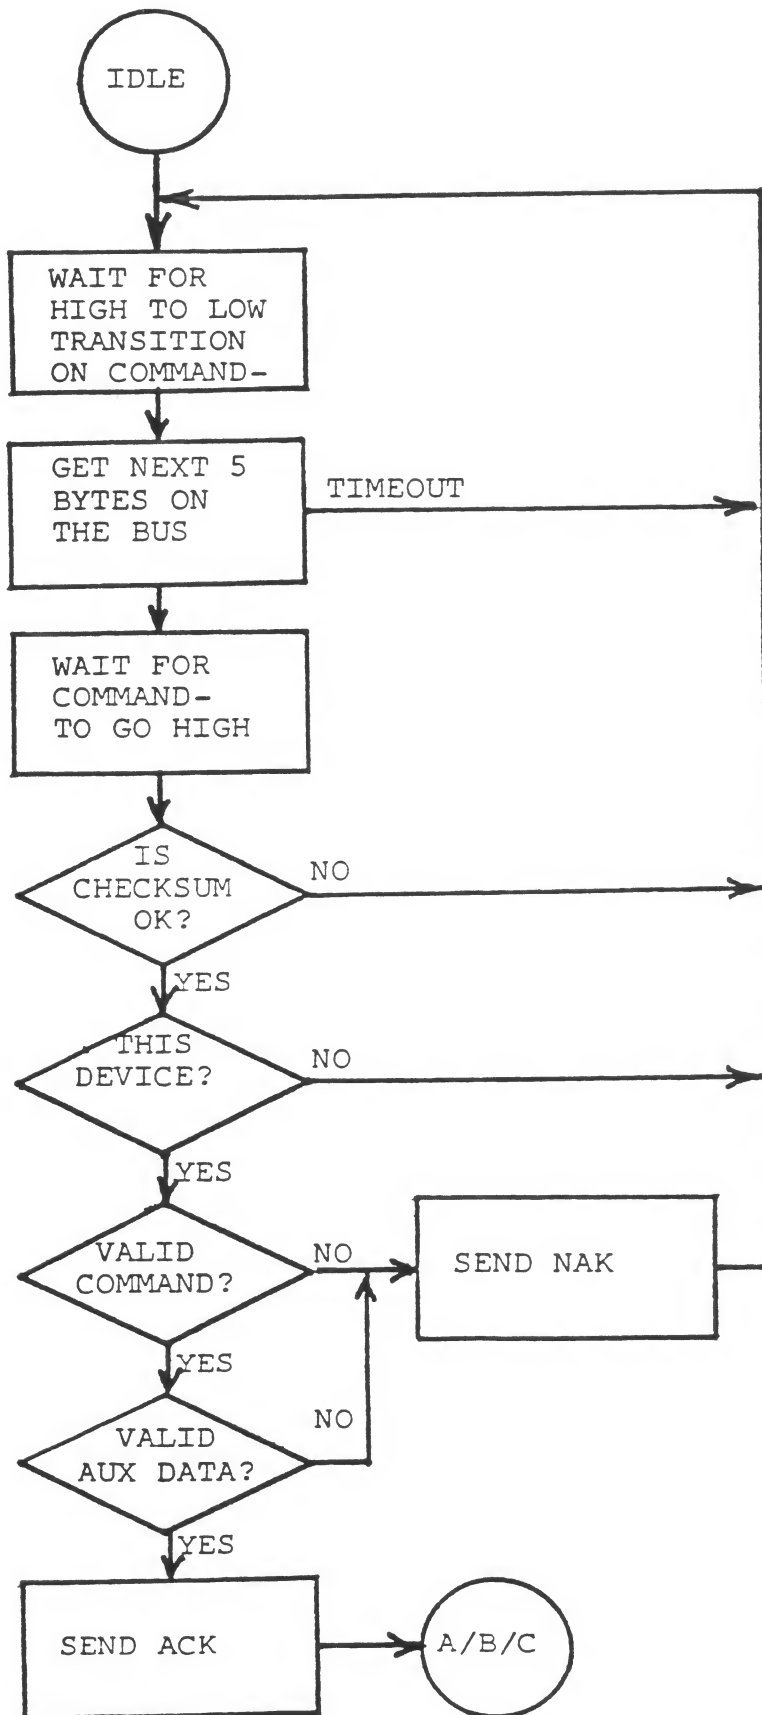 IDLE
WAIT FOR
HIGH TO LOW
TRANSITION
ON COMMAND-
GET NEXT 5
BYTES ON
THE BUS
TIMEOUT
WAIT FOR
COMMAND-
TO GO HIGH
IS
CHECKSUM
OK?
NO
YES
THIS
DEVICE?
NO
YES
VALID
COMMAND?
NO
SEND NAK
YES
VALID
AUX DATA?
NO
YES
SEND ACK
A/B/C